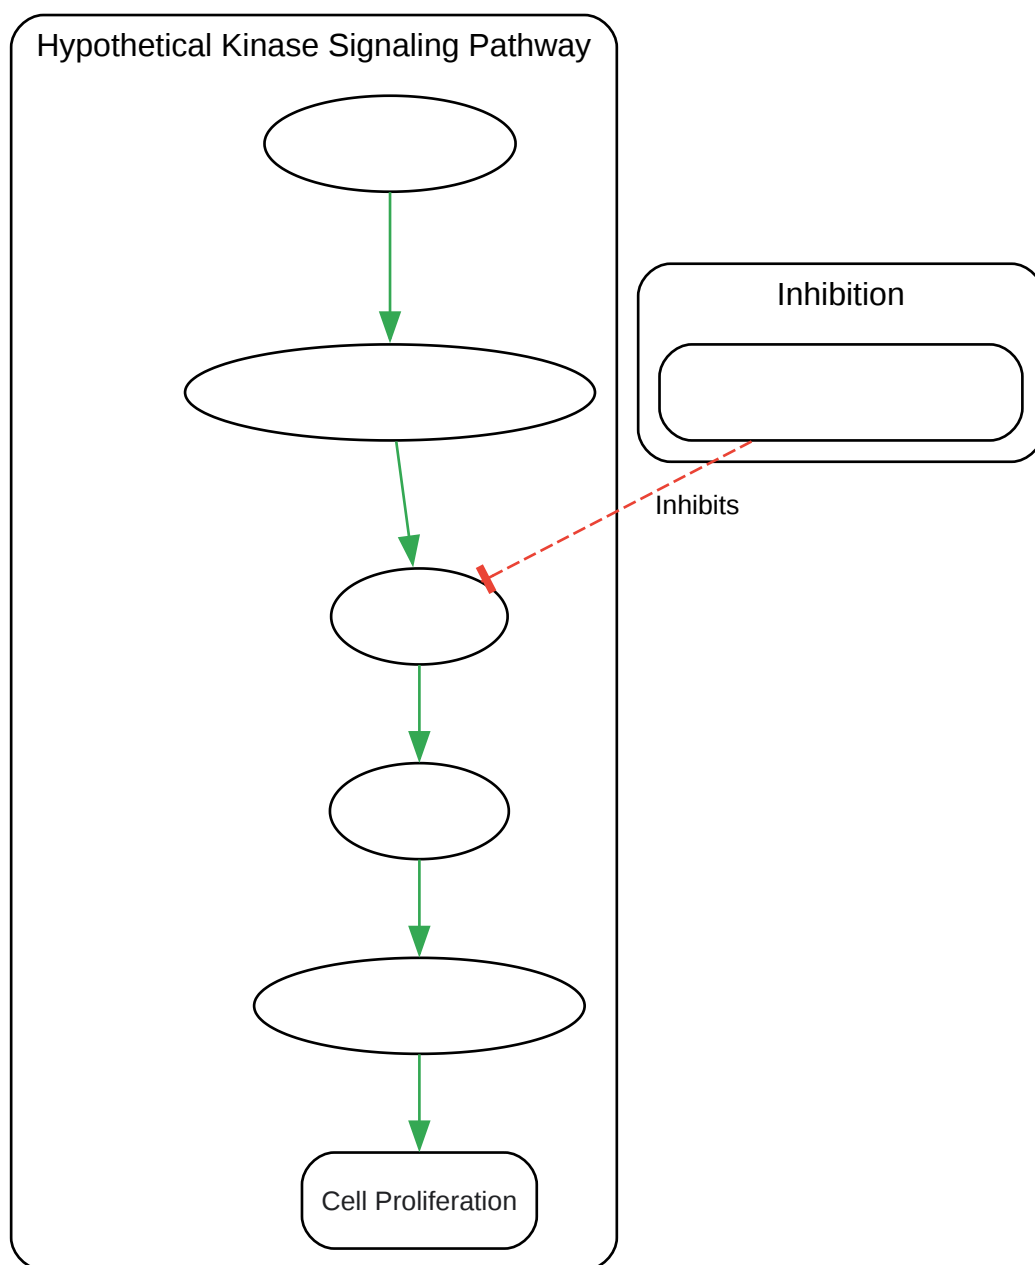 Hypothetical Kinase Signaling Pathway
Inhibition
Inhibits
Cell Proliferation